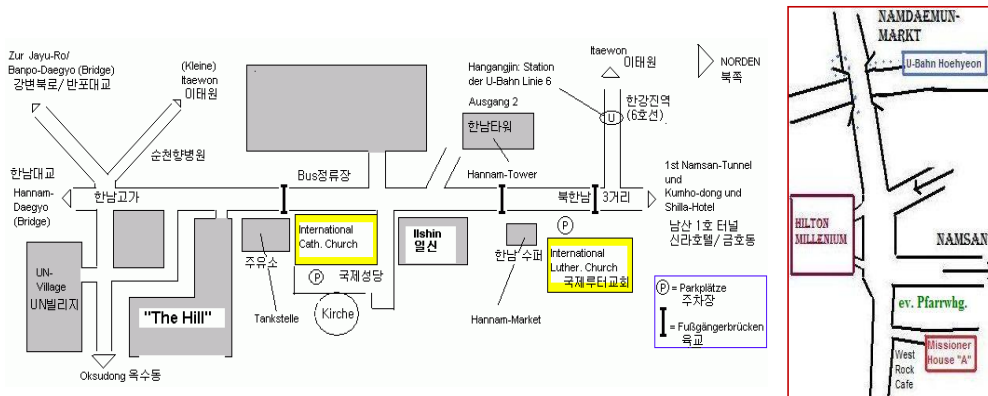 Zur Jayu-Ro/
Banpo-Daegyo (Bridge)
강변북로/ 반포대교
(Kleine)
Itaewon
이태원
순천향병원
한남대교
Hannam-
Daegyo
(Bridge)
한남고가
Bus정류장
Hangangjin: Station
der U-Bahn Linie 6
Ausgang 2
한남타워
Hannam-Tower
Itaewon
이태원
U
한강진역
(6호선)
NORDEN
북쪽
북한남
3거리
1st Namsan-Tunnel
und
Kumho-dong und
Shilla-Hotel
남산 1호 터널
신라호텔/ 금호동
UN-
Village
UN빌리지
"The Hill"
주유소
Tankstelle
International
Cath. Church
P
국제성당
Kirche
Ilshin
일신
한남 수퍼
Hannam-Market
P
International
Luther. Church
국제루터교회
P = Parkplätze
주차장
= Fußgängerbrücken
육교
Oksudong 옥수동
NAMDAEMUN-
MARKT
U-Bahn Hoehyeon
HILTON
MILLENIUM
NAMSAN
ev. Pfarrwhg.
West
Rock
Cafe
Missioner
House "A"